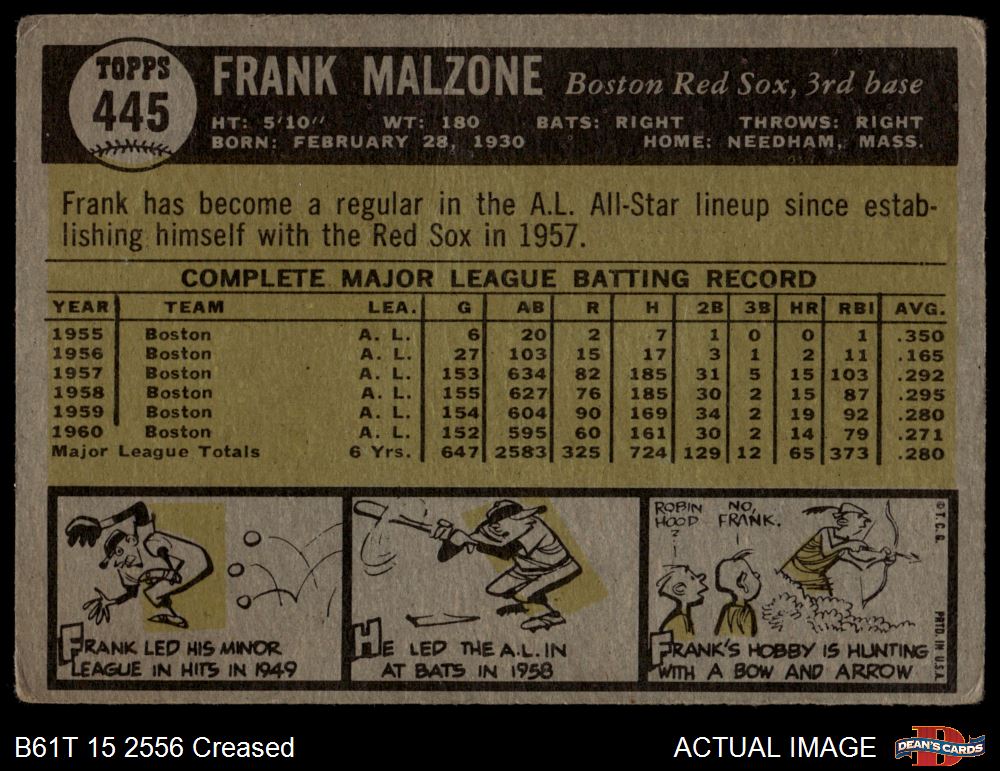 TOPPS
445
FRANK MALZONE Boston Red Sox, 3rd base
HT: 5'10" WT: 180 BATS: RIGHT THROWS: RIGHT
BORN: FEBRUARY 28, 1930 HOME: NEEDHAM, MASS.
Frank has become a regular in the A.L. All-Star lineup since estab-
lishing himself with the Red Sox in 1957.
COMPLETE MAJOR LEAGUE BATTING RECORD
YEAR TEAM LEA. G AB R H 2B 3B HR RBI AVG.
1955 Boston A. L. 6 20 2 7 1 0 0 1 .350
1956 Boston A. L. 27 103 15 17 3 1 2 11 .165
1957 Boston A. L. 153 634 82 185 31 5 15 103 .292
1958 Boston A. L. 155 627 76 185 30 2 15 87 .295
1959 Boston A. L. 154 604 90 169 34 2 19 92 .280
1960 Boston A. L. 152 595 60 161 30 2 14 79 .271
Major League Totals 6 Yrs. 647 2583 325 724 129 12 65 373 .280
FRANK LED HIS MINOR
LEAGUE IN HITS IN 1949
HE LED THE A.L. IN
AT BATS IN 1958
ROBIN
HOOD
?
NO,
FRANK.
FRANK'S HOBBY IS HUNTING
WITH A BOW AND ARROW
© T. C. G.
PRTD. IN U.S.A.
B61T 15 2556 Creased
ACTUAL IMAGE
D
DEAN'S CARDS